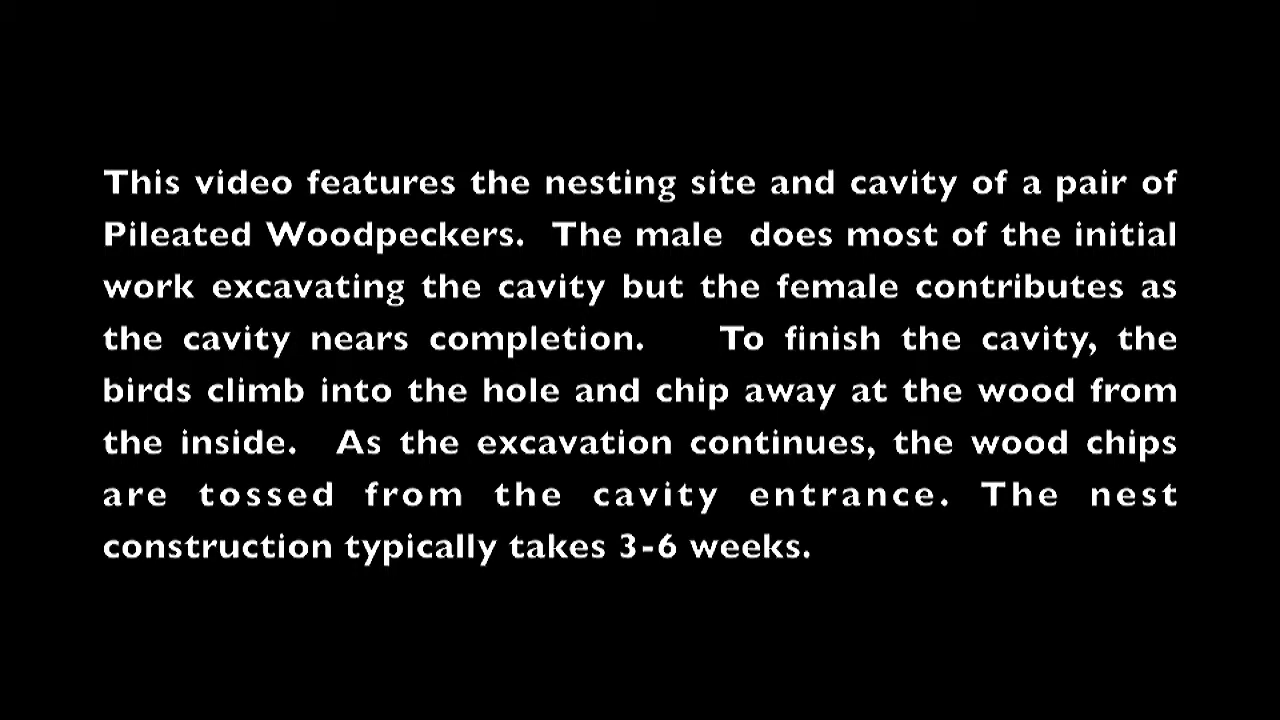 This video features the nesting site and cavity of a pair of
Pileated Woodpeckers. The male does most of the initial
work excavating the cavity but the female contributes as
the cavity nears completion. To finish the cavity, the
birds climb into the hole and chip away at the wood from
the inside. As the excavation continues, the wood chips
are tossed from the cavity entrance. The nest
construction typically takes 3-6 weeks.